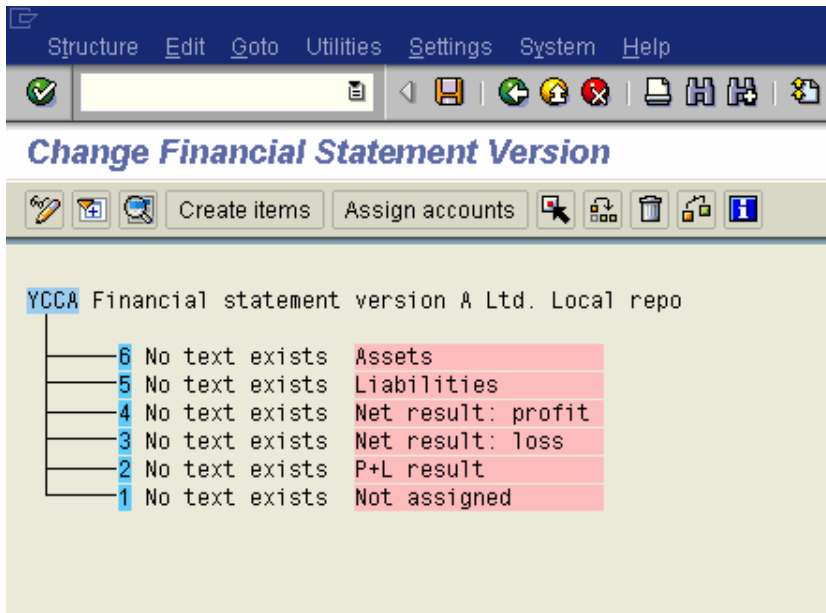 Structure Edit Goto Utilities Settings System Help
Change Financial Statement Version
Create items Assign accounts
YCCA Financial statement version A Ltd. Local repo
6 No text exists Assets
5 No text exists Liabilities
4 No text exists Net result: profit
3 No text exists Net result: loss
2 No text exists P+L result
1 No text exists Not assigned